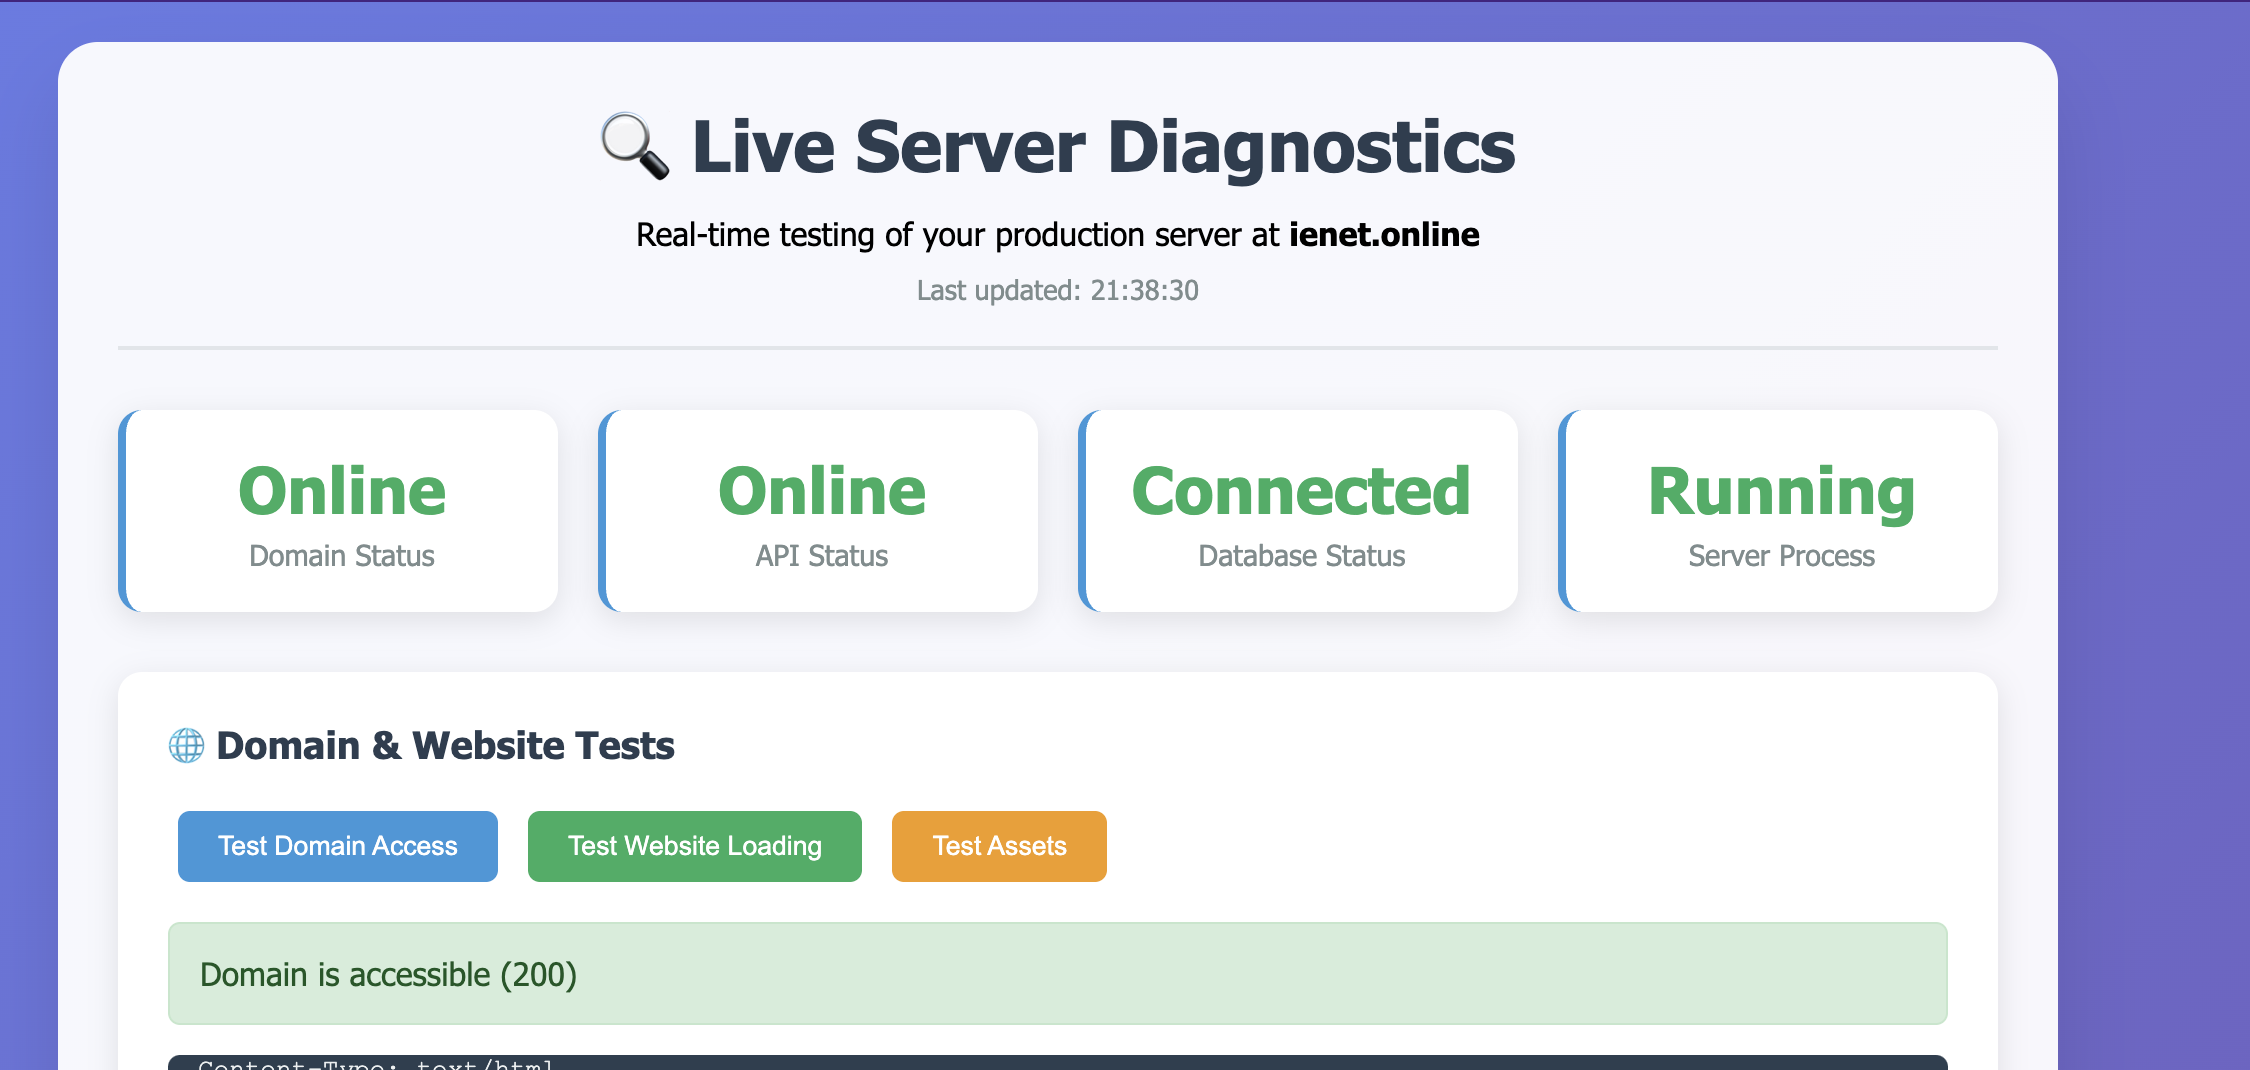 Live Server Diagnostics
Real-time testing of your production server at ienet.online
Last updated: 21:38:30
Online
Domain Status
Online
API Status
Connected
Database Status
Running
Server Process
Domain & Website Tests
Test Domain Access
Test Website Loading
Test Assets
Domain is accessible (200)
Content-Type: text/html